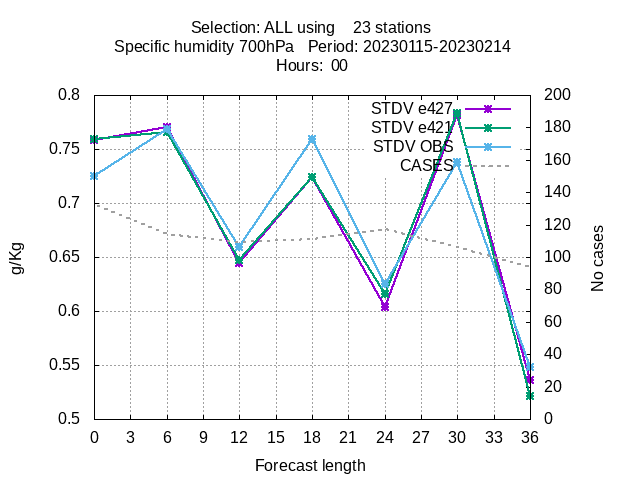 Selection: ALL using 23 stations
Specific humidity 700hPa Period: 20230115-20230214
Hours: 00
0.8
0.75
0.7
0.65
0.6
0.55
0.5
g/Kg
STDV e427
STDV e421
STDV OBS
CASES
200
180
160
140
120
100
80
60
40
20
0
No cases
0 3 6 9 12 15 18 21 24 27 30 33 36
Forecast length